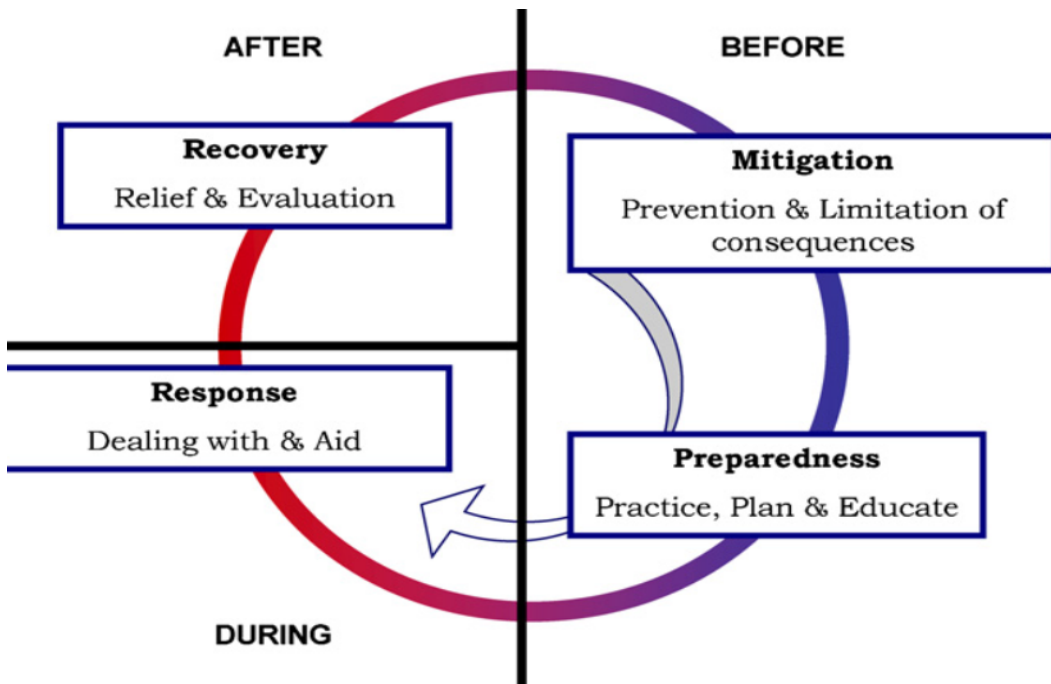 AFTER
BEFORE
Recovery
Relief & Evaluation
Mitigation
Prevention & Limitation of
consequences
Response
Dealing with & Aid
Preparedness
Practice, Plan & Educate
DURING